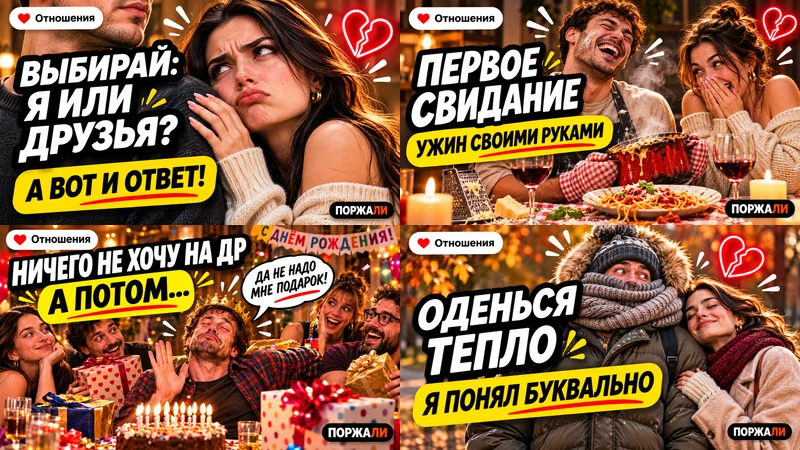 Отношения
ВЫБИРАЙ:
Я ИЛИ
ДРУЗЬЯ?
А ВОТ И ОТВЕТ!
ПОРЖАЛИ
Отношения
ПЕРВОЕ
СВИДАНИЕ
УЖИН СВОИМИ РУКАМИ
ПОРЖАЛИ
Отношения
С ДНЁМ РОЖДЕНИЯ!
НИЧЕГО НЕ ХОЧУ НА ДР
А ПОТОМ...
ДА НЕ НАДО
МНЕ ПОДАРОК!
ПОРЖАЛИ
Отношения
ОДЕНЬСЯ
ТЕПЛО
Я ПОНЯЛ БУКВАЛЬНО
ПОРЖАЛИ